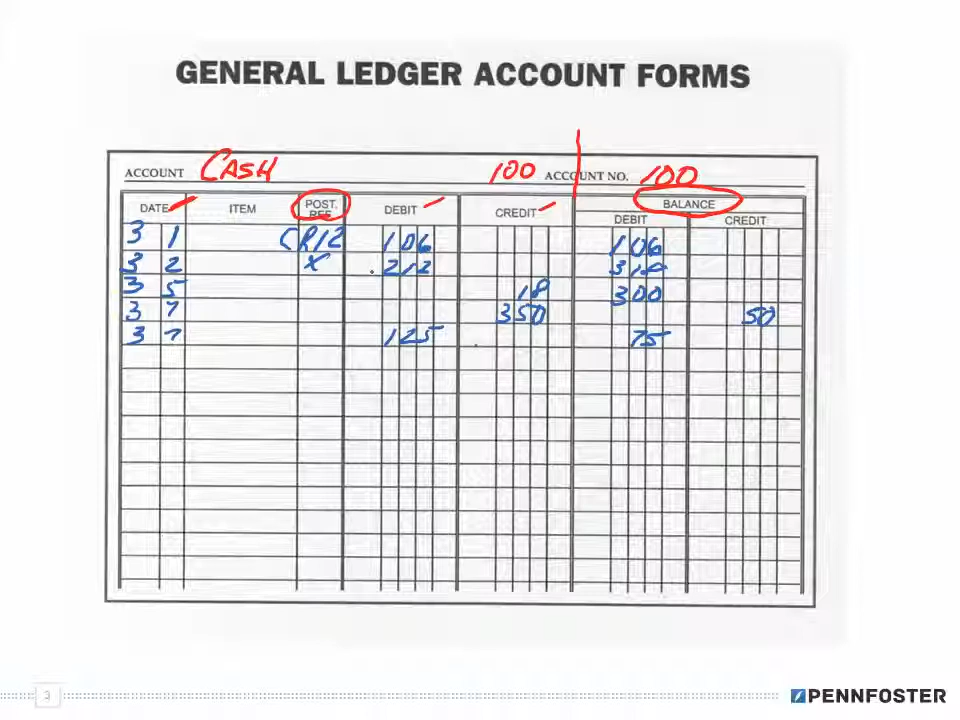 GENERAL LEDGER ACCOUNT FORMS
ACCOUNT CASH 100 ACCOUNT NO. 100
DATE ITEM POST. REF. DEBIT CREDIT BALANCE
DEBIT CREDIT
3 1 CR12 106 106
3 2 X 212 318
3 5 18 300
3 7 350 50
3 7 125 75
3
PENNFOSTER